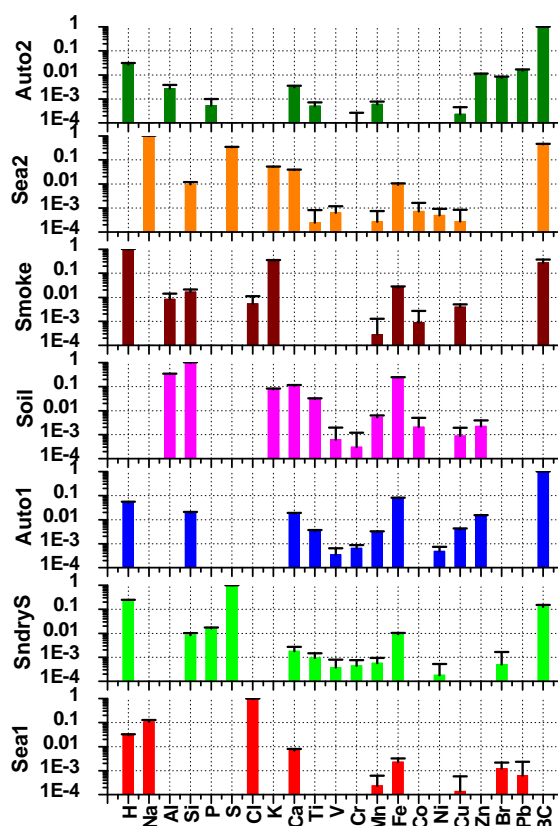 Auto2
1
0.1
0.01
1E-3
1E-4
Sea2
1
0.1
0.01
1E-3
1E-4
Smoke
1
0.1
0.01
1E-3
1E-4
Soil
1
0.1
0.01
1E-3
1E-4
Auto1
1
0.1
0.01
1E-3
1E-4
SndryS
1
0.1
0.01
1E-3
1E-4
Sea1
1
0.1
0.01
1E-3
1E-4
H Na Al Si P S Cl K Ca Ti V Cr Mn Fe Co Ni Cu Zn Br Pb BC